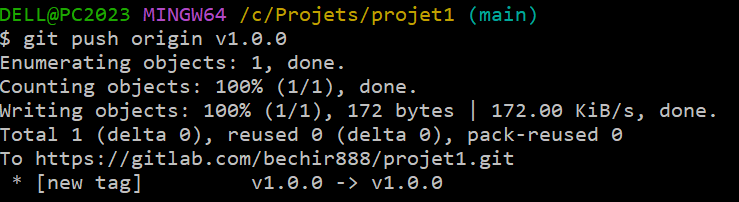 DELL@PC2023 MINGW64 /c/Projets/projet1 (main)
$ git push origin v1.0.0
Enumerating objects: 1, done.
Counting objects: 100% (1/1), done.
Writing objects: 100% (1/1), 172 bytes | 172.00 KiB/s, done.
Total 1 (delta 0), reused 0 (delta 0), pack-reused 0
To https://gitlab.com/bechir888/projet1.git
 * [new tag]         v1.0.0 -> v1.0.0